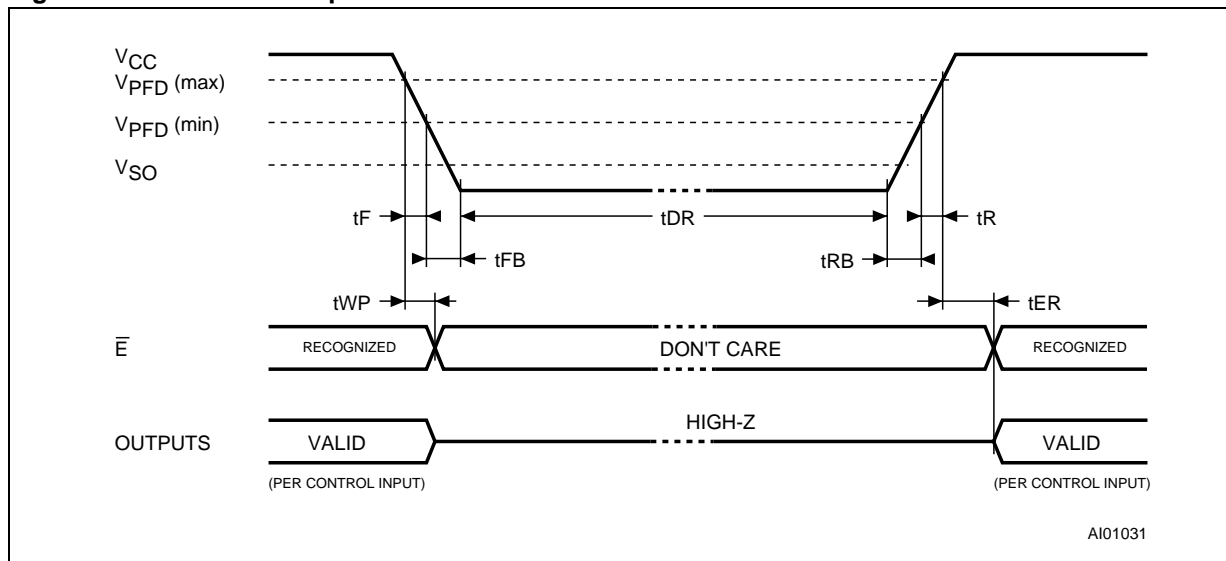 VCC
VPFD (max)
VPFD (min)
VSO
tF
tDR
tR
tFB
tRB
tWP
tER
E̅
RECOGNIZED
DON'T CARE
RECOGNIZED
HIGH-Z
OUTPUTS
VALID
VALID
(PER CONTROL INPUT)
(PER CONTROL INPUT)
AI01031